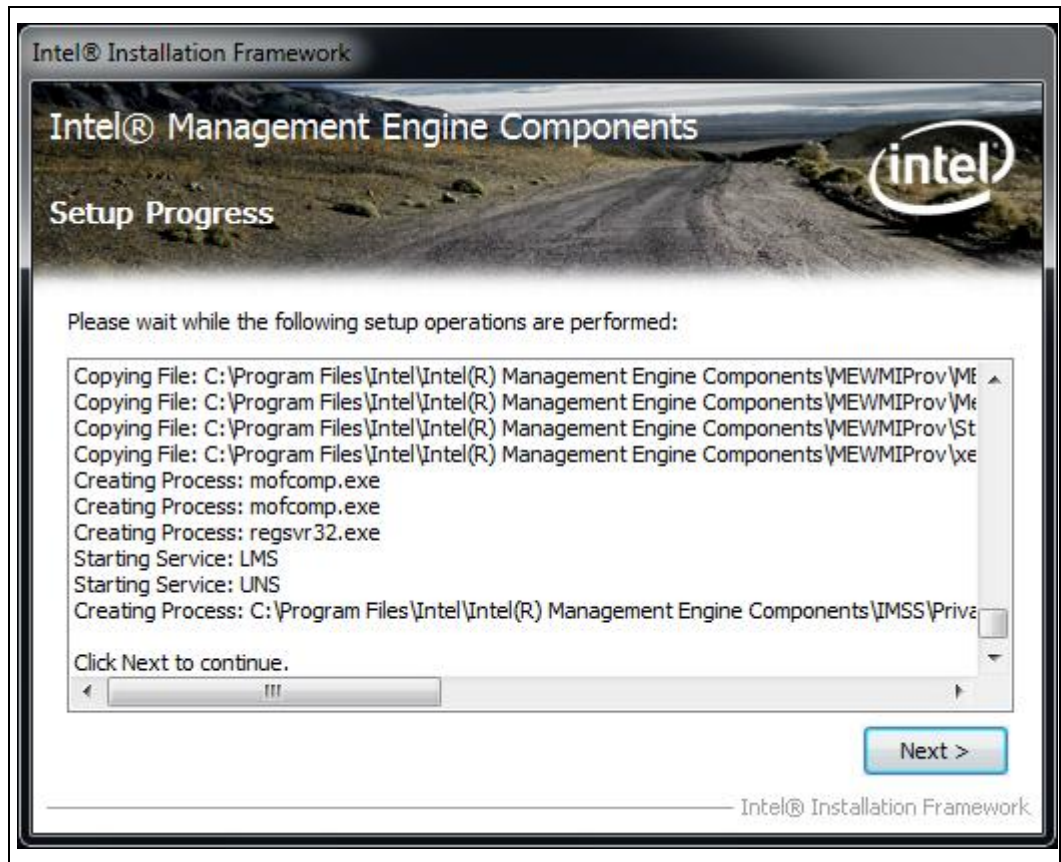 Intel® Installation Framework
Intel® Management Engine Components
intel®
Setup Progress
Please wait while the following setup operations are performed:
Copying File: C:\Program Files\Intel\Intel(R) Management Engine Components\MEWMIProv\ME
Copying File: C:\Program Files\Intel\Intel(R) Management Engine Components\MEWMIProv\Me
Copying File: C:\Program Files\Intel\Intel(R) Management Engine Components\MEWMIProv\St
Copying File: C:\Program Files\Intel\Intel(R) Management Engine Components\MEWMIProv\xe
Creating Process: mofcomp.exe
Creating Process: mofcomp.exe
Creating Process: regsvr32.exe
Starting Service: LMS
Starting Service: UNS
Creating Process: C:\Program Files\Intel\Intel(R) Management Engine Components\IMSS\Priva
Click Next to continue.
Next >
Intel® Installation Framework